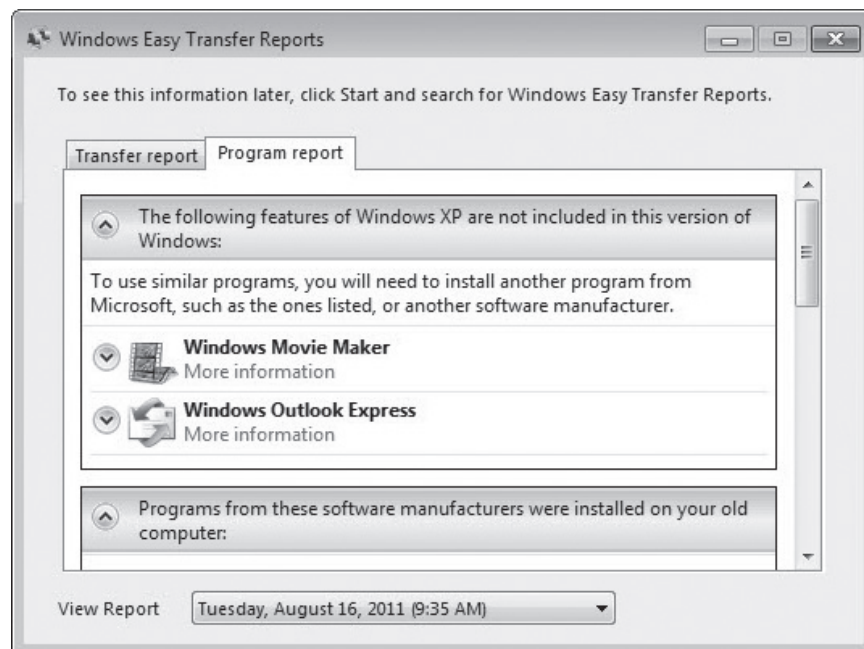 Windows Easy Transfer Reports
To see this information later, click Start and search for Windows Easy Transfer Reports.
Transfer report
Program report
The following features of Windows XP are not included in this version of
Windows:
To use similar programs, you will need to install another program from
Microsoft, such as the ones listed, or another software manufacturer.
Windows Movie Maker
More information
Windows Outlook Express
More information
Programs from these software manufacturers were installed on your old
computer:
View Report
Tuesday, August 16, 2011 (9:35 AM)